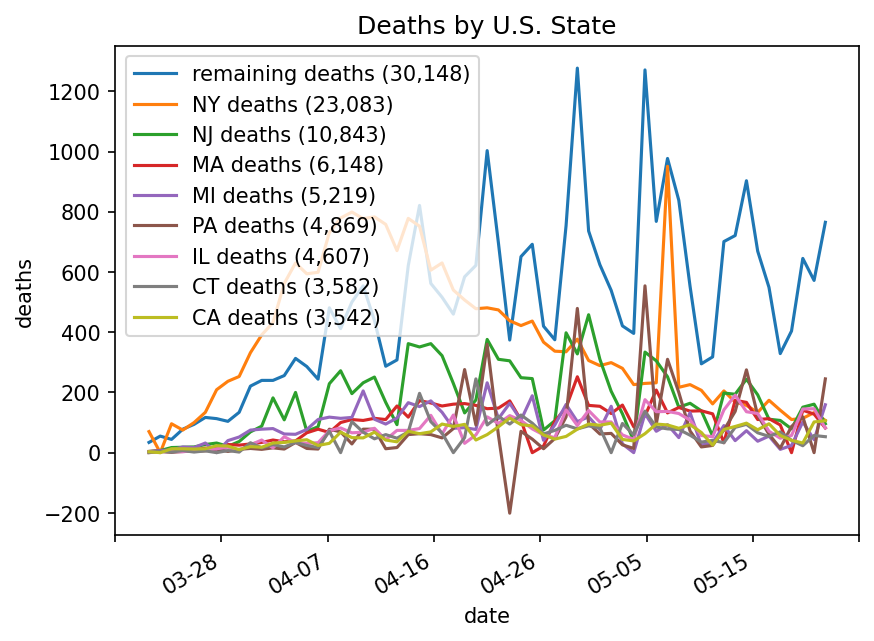 Deaths by U.S. State
deaths
1200
1000
800
600
400
200
0
−200
remaining deaths (30,148)
NY deaths (23,083)
NJ deaths (10,843)
MA deaths (6,148)
MI deaths (5,219)
PA deaths (4,869)
IL deaths (4,607)
CT deaths (3,582)
CA deaths (3,542)
03-28 04-07 04-16 04-26 05-05 05-15
date